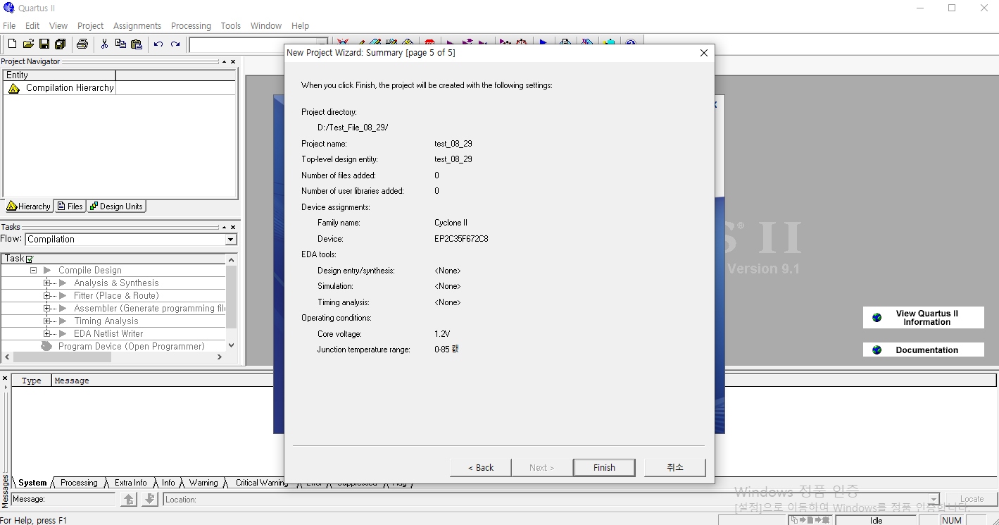 Quartus II
File Edit View Project Assignments Processing Tools Window Help
Project Navigator
Entity
Compilation Hierarchy
Hierarchy Files Design Units
Tasks
Flow: Compilation
Task
Compile Design
Analysis & Synthesis
Fitter (Place & Route)
Assembler (Generate programming fil
Timing Analysis
EDA Netlist Writer
Program Device (Open Programmer)
New Project Wizard: Summary [page 5 of 5]
When you click Finish, the project will be created with the following settings:
Project directory:
D:/Test_File_08_29/
Project name: test_08_29
Top-level design entity: test_08_29
Number of files added: 0
Number of user libraries added: 0
Device assignments:
Family name: Cyclone II
Device: EP2C35F672C8
EDA tools:
Design entry/synthesis: <None>
Simulation: <None>
Timing analysis: <None>
Operating conditions:
Core voltage: 1.2V
Junction temperature range: 0-85
< Back Next > Finish 취소
S® II
Version 9.1
View Quartus II
Information
Documentation
Type Message
System Processing Extra Info Info Warning Critical Warning Error Suppressed Flag
Messages
Message: Location: Locate
Windows 정품 인증
[설정]으로 이동하여 Windows를 정품 인증합니다.
For Help, press F1 Idle NUM